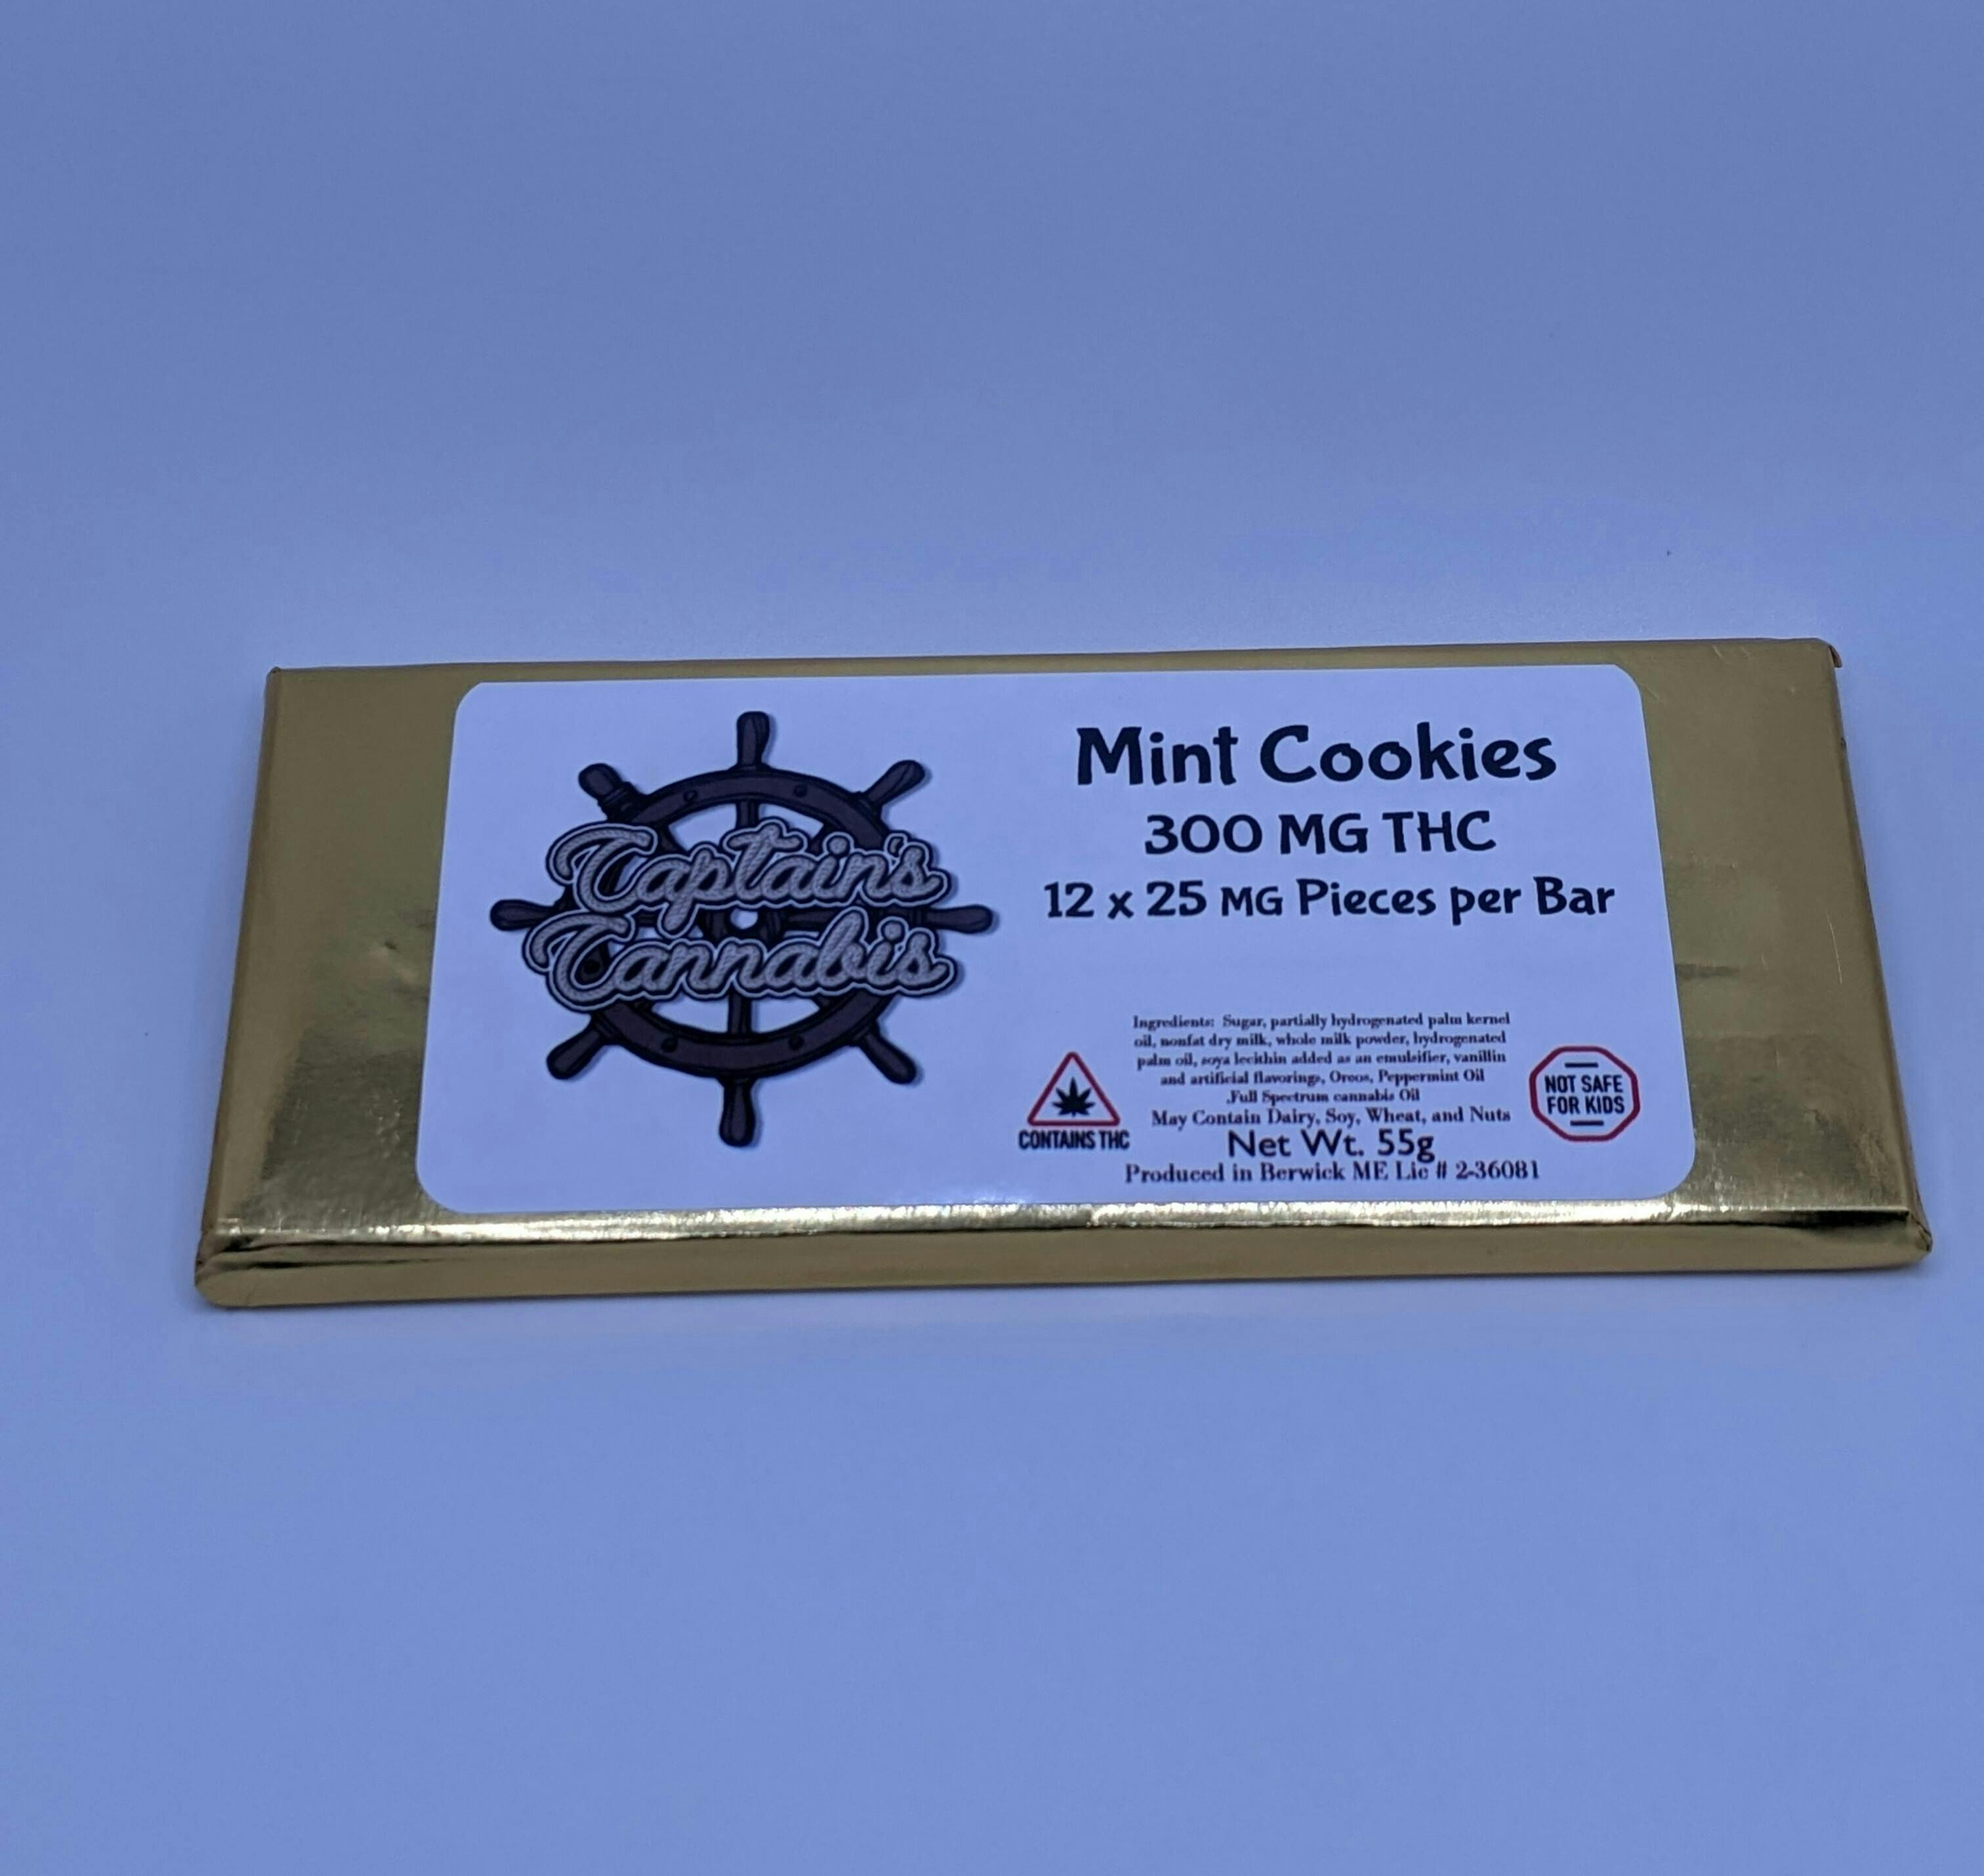 Captain's
Cannabis
Mint Cookies
300 MG THC
12 x 25 MG Pieces per Bar
Ingredients: Sugar, partially hydrogenated palm kernel
oil, nonfat dry milk, whole milk powder, hydrogenated
palm oil, soya lecithin added as an emulsifier, vanillin
and artificial flavorings, Oreos, Peppermint Oil
,Full Spectrum cannabis Oil
May Contain Dairy, Soy, Wheat, and Nuts
Net Wt. 55g
Produced in Berwick ME Lic # 2-36081
CONTAINS THC
NOT SAFE
FOR KIDS